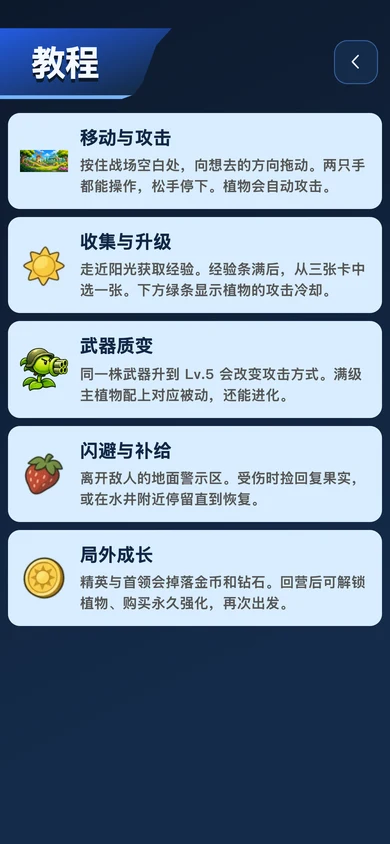 教程
移动与攻击
按住战场空白处，向想去的方向拖动。两只手
都能操作，松手停下。植物会自动攻击。
收集与升级
走近阳光获取经验。经验条满后，从三张卡中
选一张。下方绿条显示植物的攻击冷却。
武器质变
同一株武器升到 Lv.5 会改变攻击方式。满级
主植物配上对应被动，还能进化。
闪避与补给
离开敌人的地面警示区。受伤时捡回复果实，
或在水井附近停留直到恢复。
局外成长
精英与首领会掉落金币和钻石。回营后可解锁
植物、购买永久强化，再次出发。